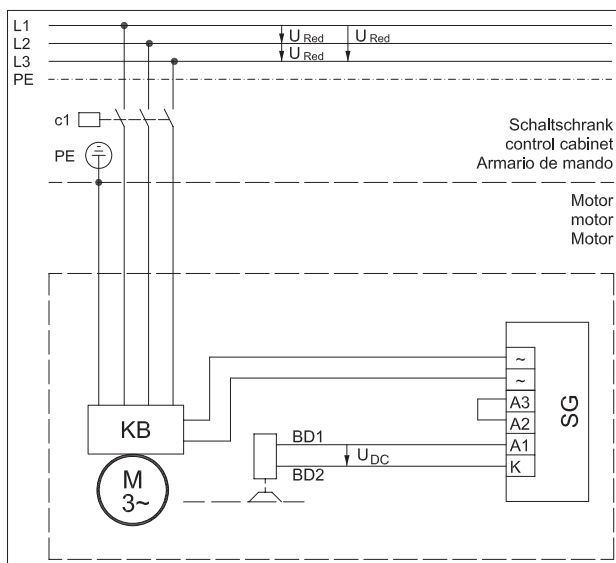 L1
U Red
U Red
L2
U Red
L3
PE
c1
Schaltschrank
control cabinet
Armario de mando
PE
Motor
motor
Motor
~
~
A3
SG
A2
KB
BD1
A1
UDC
K
BD2
M
3~